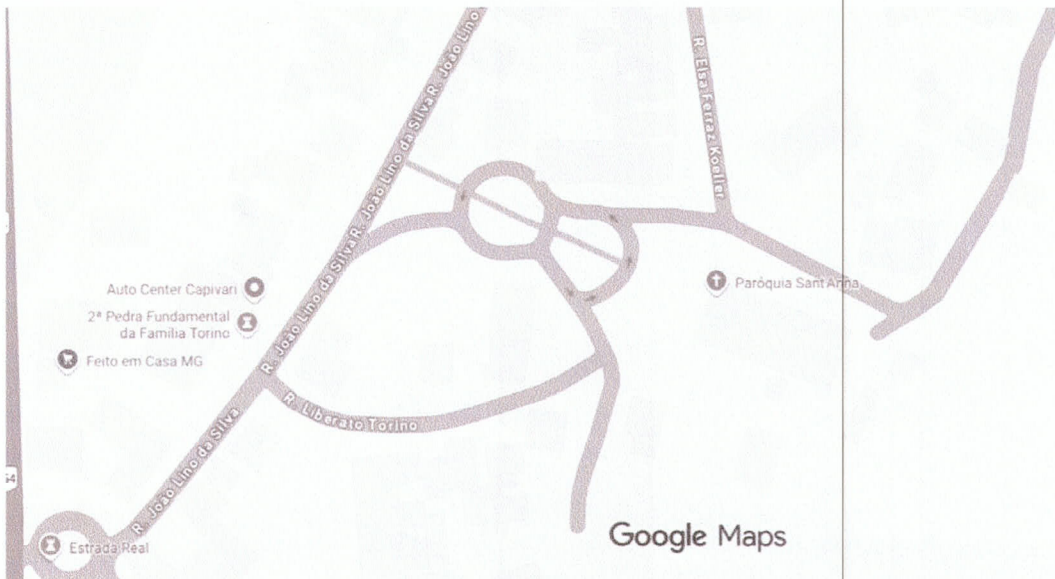 R. João Lino
R. João Lino da Silva
R. João Lino da Silva
R. João Lino da Silva
R. João Lino da Silva
R. Elsa Ferraz Koeller
Auto Center Capivari
2ª Pedra Fundamental
da Família Torino
Feito em Casa MG
Paróquia Sant'Anna
R. Liberato Torino
Estrada Real
Google Maps